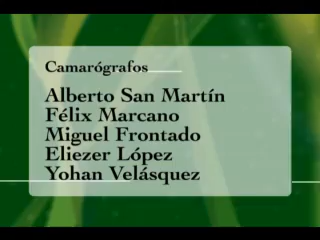 Camarógrafos
Alberto San Martín
Félix Marcano
Miguel Frontado
Eliezer López
Yohan Velásquez